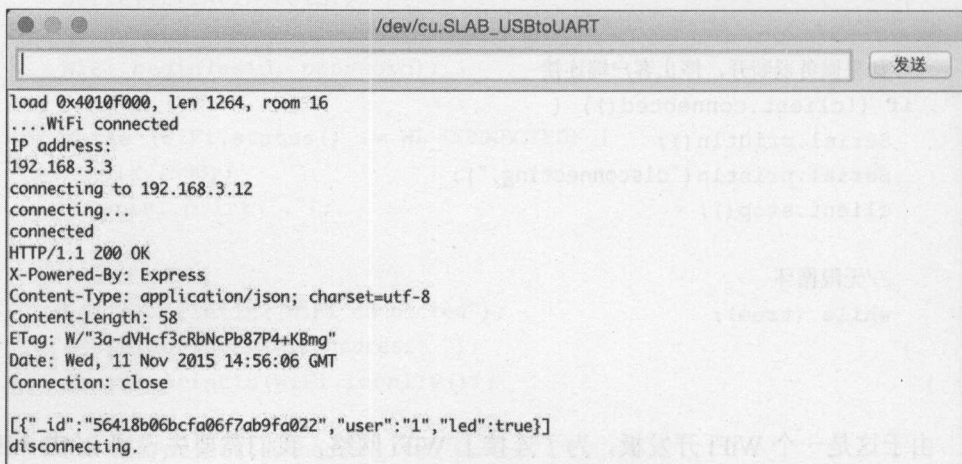 /dev/cu.SLAB_USBtoUART
发送
load 0x4010f000, len 1264, room 16
....WiFi connected
IP address:
192.168.3.3
connecting to 192.168.3.12
connecting...
connected
HTTP/1.1 200 OK
X-Powered-By: Express
Content-Type: application/json; charset=utf-8
Content-Length: 58
ETag: W/"3a-dVHcf3cRbNcPb87P4+KBmg"
Date: Wed, 11 Nov 2015 14:56:06 GMT
Connection: close
[{"_id":"56418b06bcfa06f7ab9fa022","user":"1","led":true}]
disconnecting.